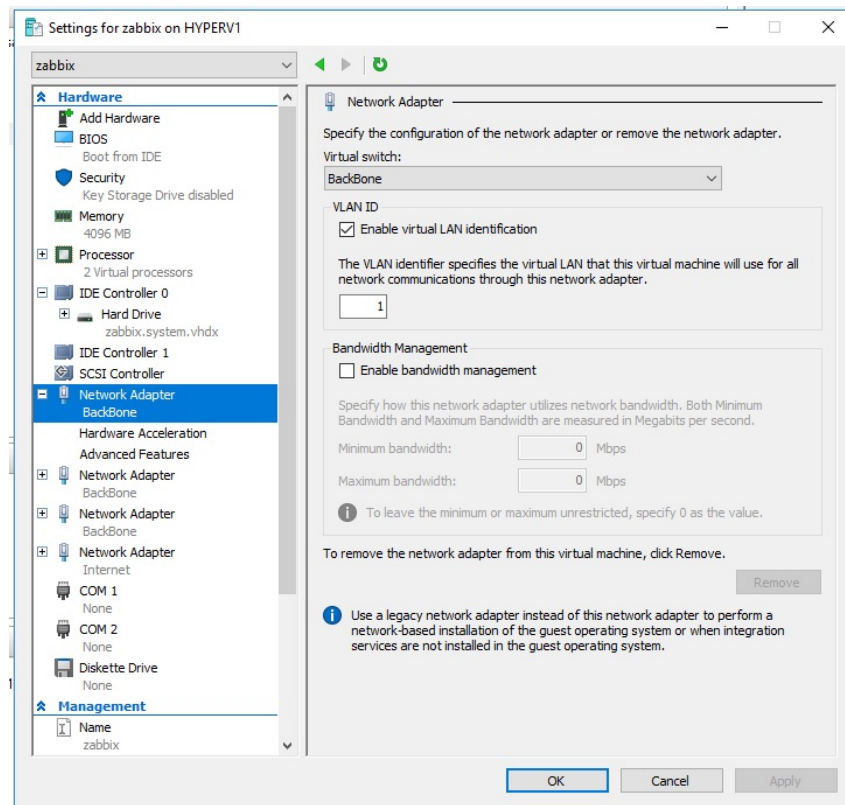 Settings for zabbix on HYPERV1
zabbix
Hardware
Add Hardware
BIOS
Boot from IDE
Security
Key Storage Drive disabled
Memory
4096 MB
Processor
2 Virtual processors
IDE Controller 0
Hard Drive
zabbix.system.vhdx
IDE Controller 1
SCSI Controller
Network Adapter
BackBone
Hardware Acceleration
Advanced Features
Network Adapter
BackBone
Network Adapter
BackBone
Network Adapter
Internet
COM 1
None
COM 2
None
Diskette Drive
None
Management
Name
zabbix
Network Adapter
Specify the configuration of the network adapter or remove the network adapter.
Virtual switch:
BackBone
VLAN ID
Enable virtual LAN identification
The VLAN identifier specifies the virtual LAN that this virtual machine will use for all
network communications through this network adapter.
1
Bandwidth Management
Enable bandwidth management
Specify how this network adapter utilizes network bandwidth. Both Minimum
Bandwidth and Maximum Bandwidth are measured in Megabits per second.
Minimum bandwidth: 0 Mbps
Maximum bandwidth: 0 Mbps
To leave the minimum or maximum unrestricted, specify 0 as the value.
To remove the network adapter from this virtual machine, click Remove.
Remove
Use a legacy network adapter instead of this network adapter to perform a
network-based installation of the guest operating system or when integration
services are not installed in the guest operating system.
OK Cancel Apply